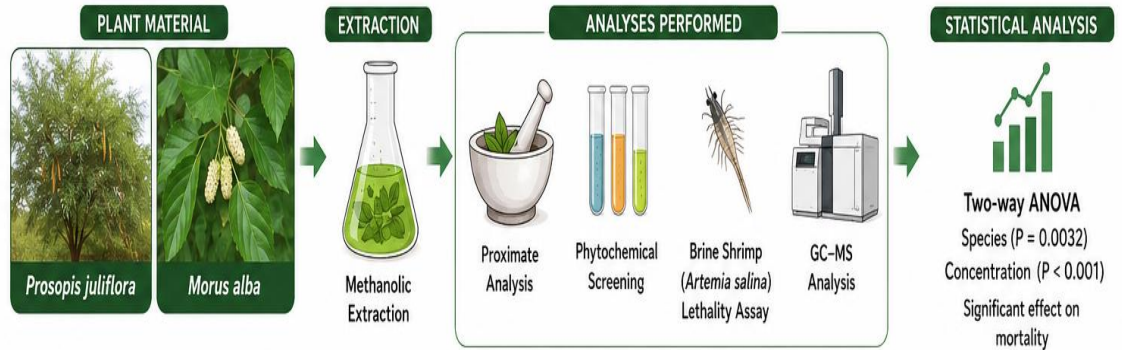 PLANT MATERIAL
Prosopis juliflora
Morus alba
EXTRACTION
Methanolic
Extraction
ANALYSES PERFORMED
Proximate
Analysis
Phytochemical
Screening
Brine Shrimp
(Artemia salina)
Lethality Assay
GC–MS
Analysis
STATISTICAL ANALYSIS
Two-way ANOVA
Species (P = 0.0032)
Concentration (P < 0.001)
Significant effect on
mortality